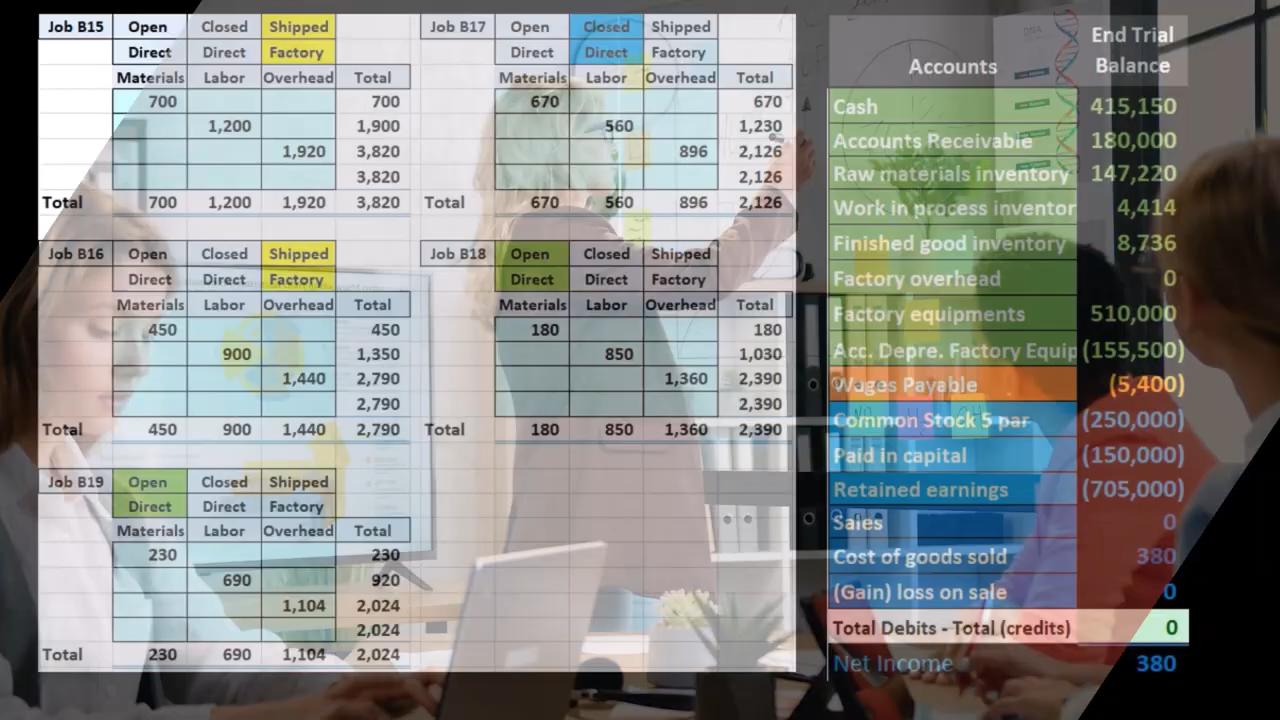 Job B15 Open Closed Shipped
Direct Direct Factory
Materials Labor Overhead Total
700 700
1,200 1,900
1,920 3,820
3,820
Total 700 1,200 1,920 3,820
Job B17 Open Closed Shipped
Direct Direct Factory
Materials Labor Overhead Total
670 670
560 1,230
896 2,126
2,126
Total 670 560 896 2,126
Job B16 Open Closed Shipped
Direct Direct Factory
Materials Labor Overhead Total
450 450
900 1,350
1,440 2,790
2,790
Total 450 900 1,440 2,790
Job B18 Open Closed Shipped
Direct Direct Factory
Materials Labor Overhead Total
180 180
850 1,030
1,360 2,390
2,390
Total 180 850 1,360 2,390
Job B19 Open Closed Shipped
Direct Direct Factory
Materials Labor Overhead Total
230 230
690 920
1,104 2,024
2,024
Total 230 690 1,104 2,024
End Trial
Accounts Balance
Cash 415,150
Accounts Receivable 180,000
Raw materials inventory 147,220
Work in process inventor 4,414
Finished good inventory 8,736
Factory overhead 0
Factory equipments 510,000
Acc. Depre. Factory Equip (155,500)
Wages Payable (5,400)
Common Stock 5 par (250,000)
Paid in capital (150,000)
Retained earnings (705,000)
Sales 0
Cost of goods sold 380
(Gain) loss on sale 0
Total Debits - Total (credits) 0
Net Income 380